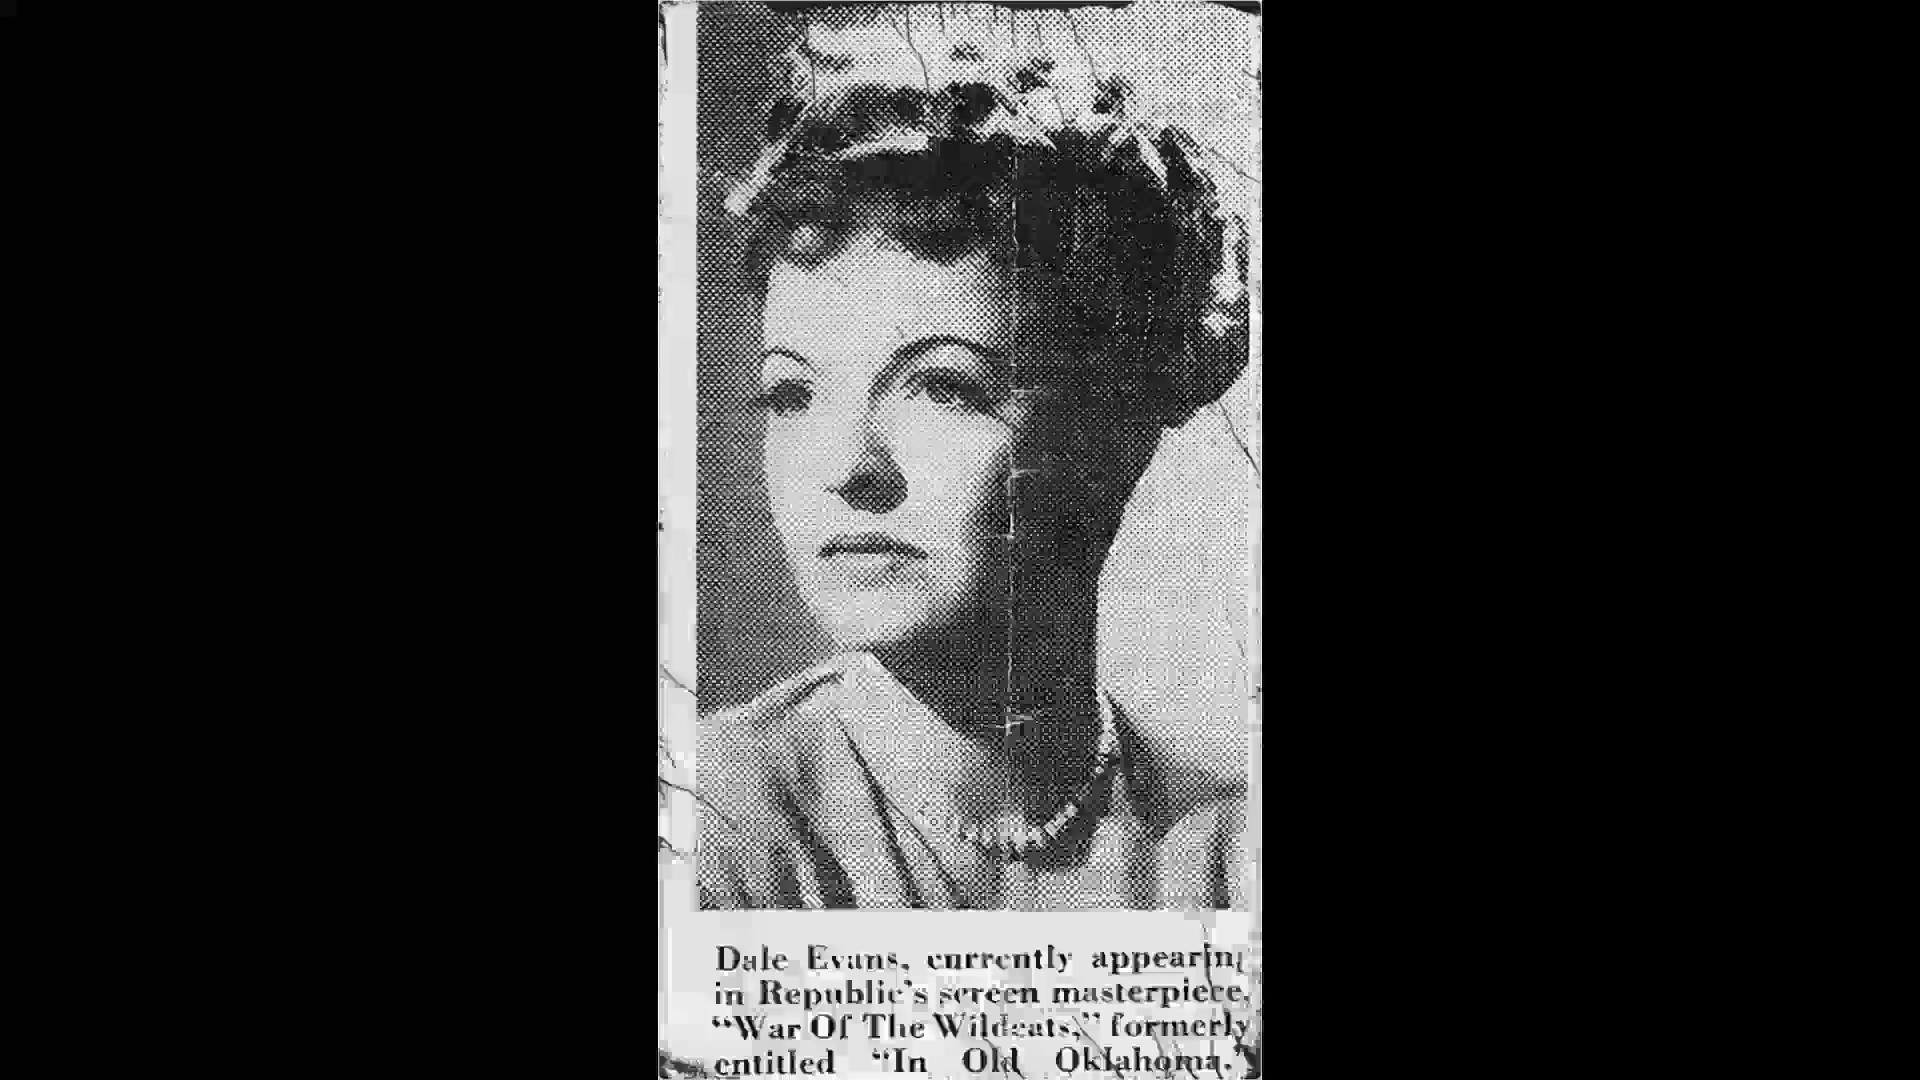 Dale Evans, currently appearing
in Republic's screen masterpiece,
“War Of The Wildcats,” formerly
entitled “In Old Oklahoma.”